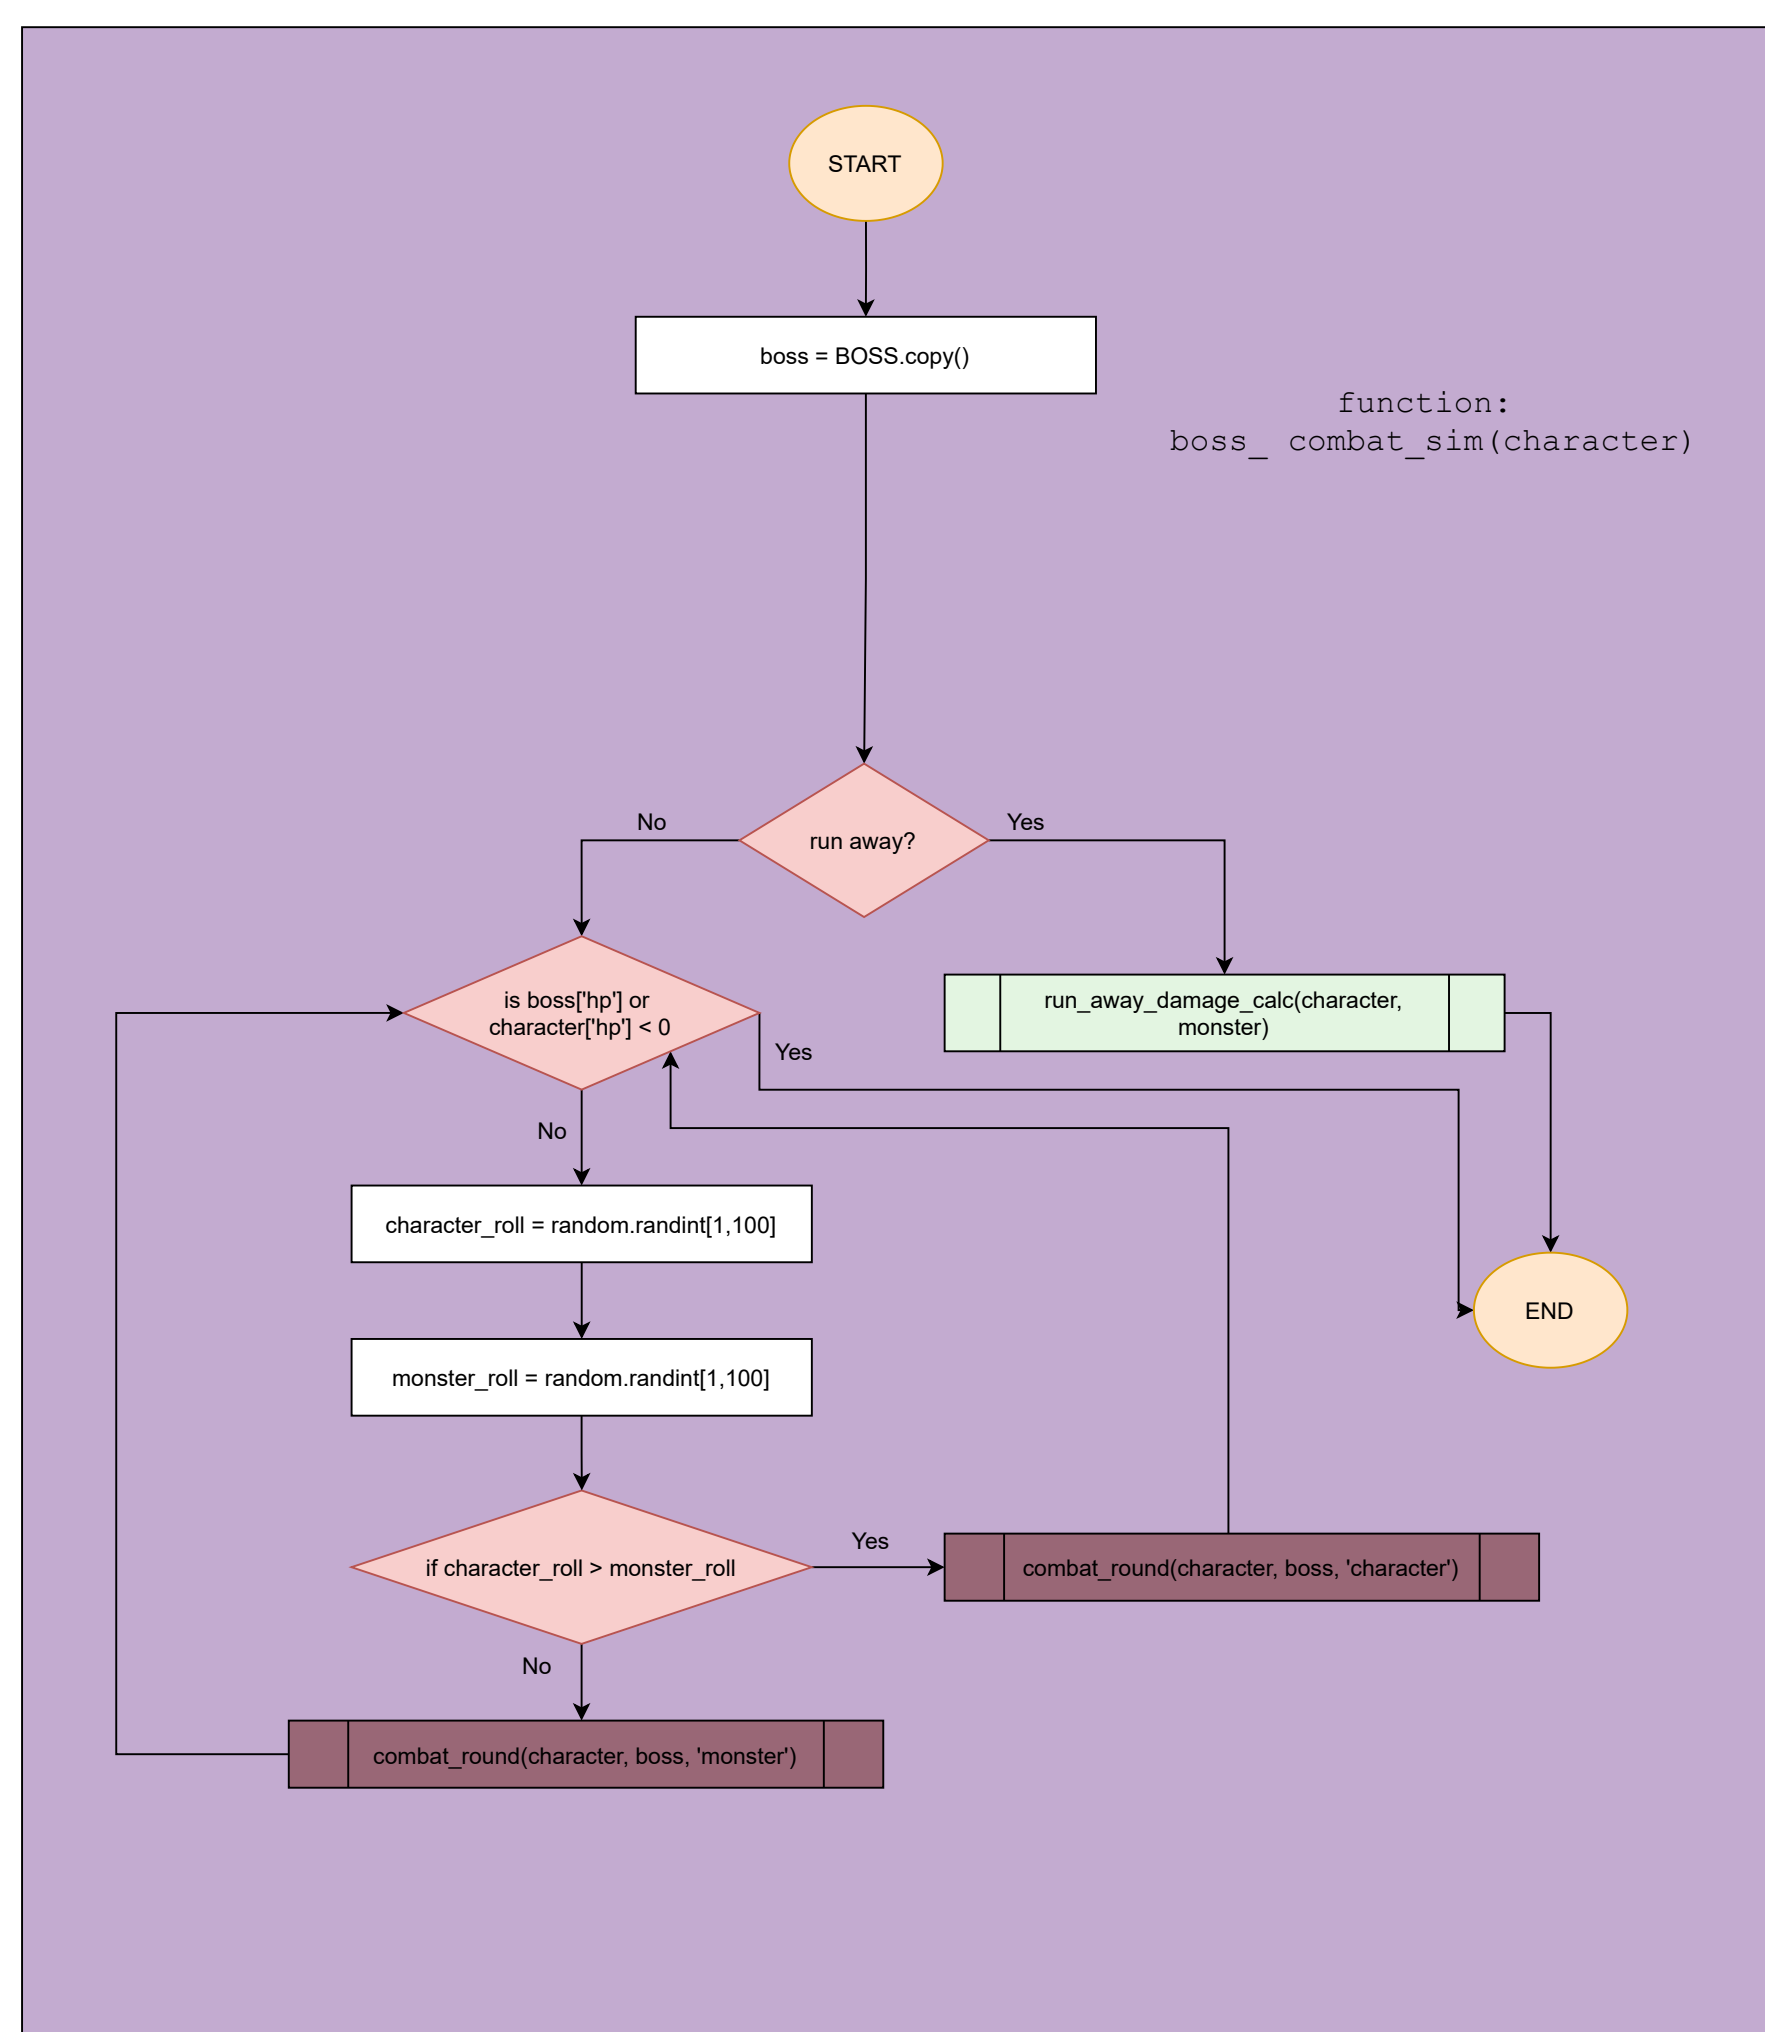 START
boss = BOSS.copy()
function:
boss_ combat_sim(character)
No
Yes
run away?
is boss['hp'] or
character['hp'] < 0
run_away_damage_calc(character,
monster)
Yes
No
character_roll = random.randint[1,100]
END
monster_roll = random.randint[1,100]
if character_roll > monster_roll
Yes
combat_round(character, boss, 'character')
No
combat_round(character, boss, 'monster')